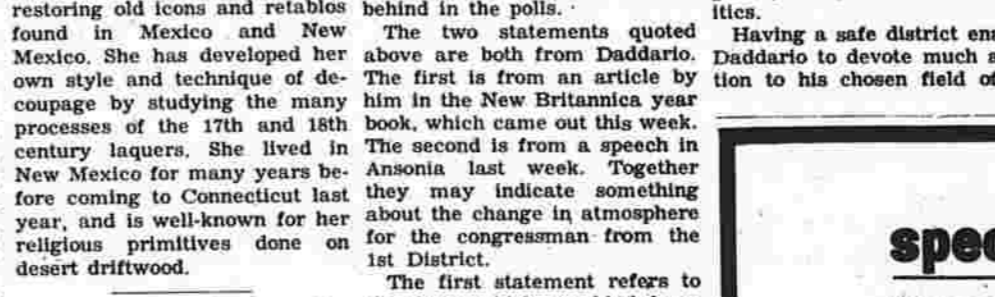 restoring old icons and retablos
found in Mexico and New
Mexico. She has developed her
own style and technique of de-
coupage by studying the many
processes of the 17th and 18th
century laquers. She lived in
New Mexico for many years be-
fore coming to Connecticut last
year, and is well-known for her
religious primitives done on
desert driftwood.
behind in the polls.
The two statements quoted
above are both from Daddario.
The first is from an article by
him in the New Britannica year
book, which came out this week.
The second is from a speech in
Ansonia last week. Together
they may indicate something
about the change in atmosphere
for the congressman from the
1st District.
The first statement refers to
itics.
Having a safe district
Daddario to devote much
tion to his chosen field